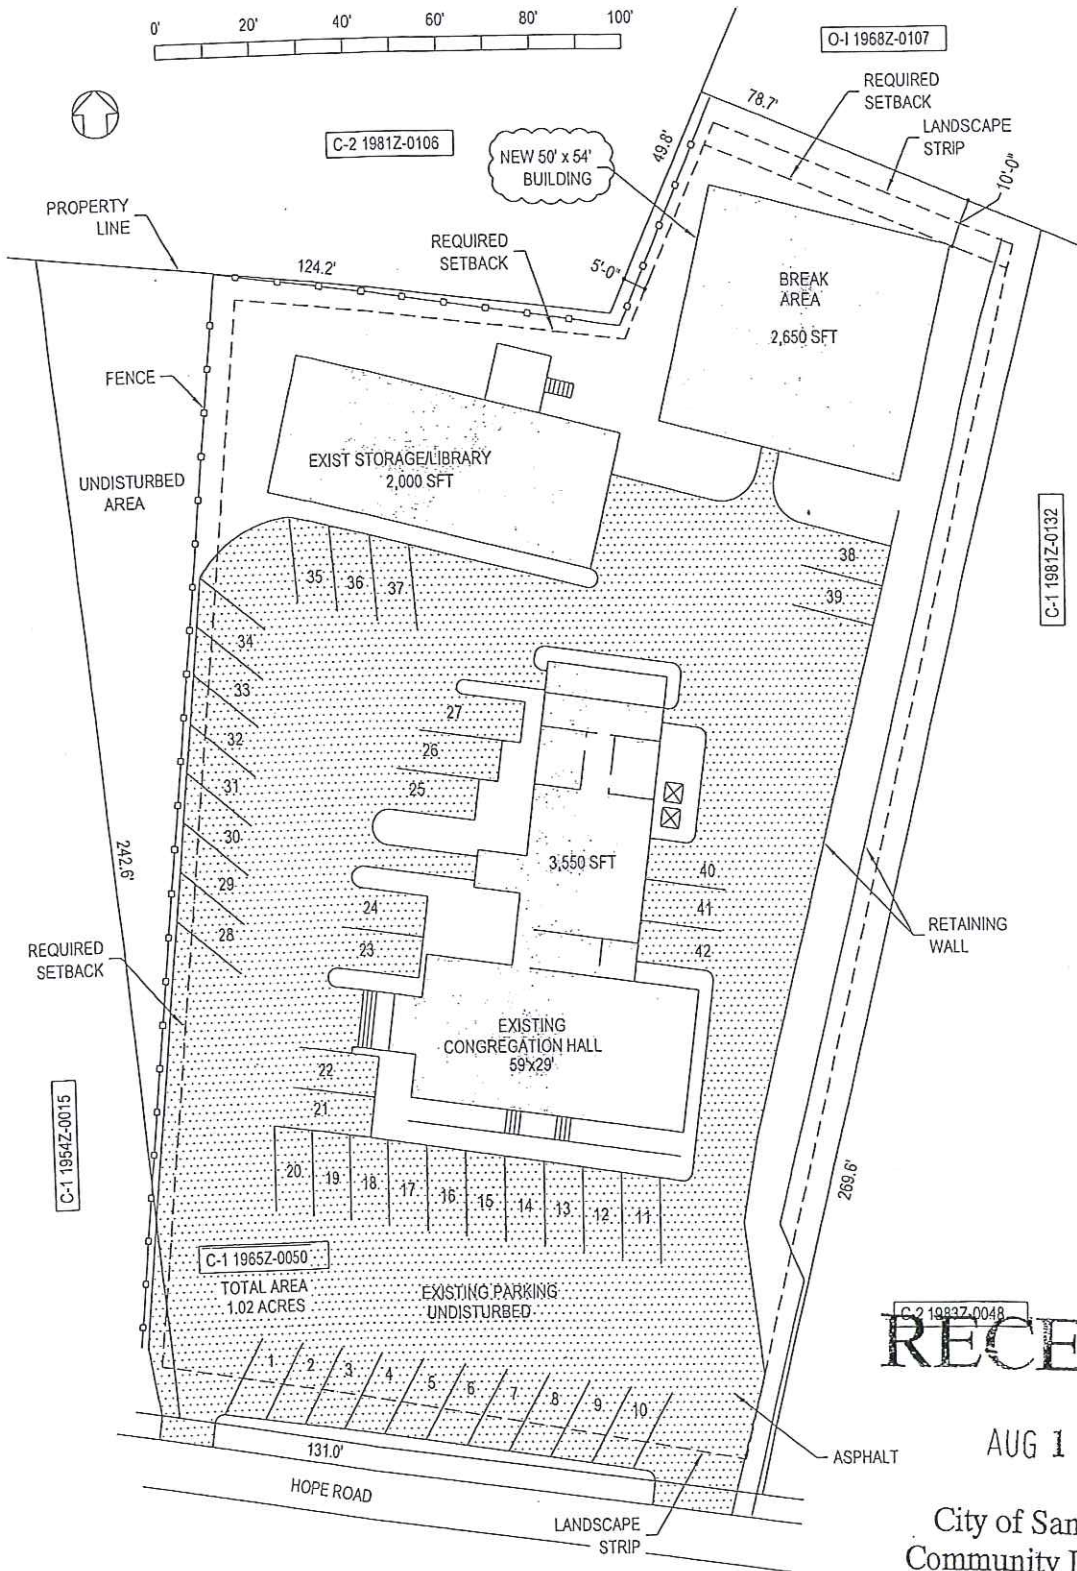 0' 20' 40' 60' 80' 100'
O-I 1968Z-0107
78.7'
REQUIRED
SETBACK
LANDSCAPE
STRIP
C-2 1981Z-0106
49.8'
NEW 50' x 54'
BUILDING
10'-0"
PROPERTY
LINE
REQUIRED
SETBACK
124.2'
5'-0"
BREAK
AREA
2,650 SFT
FENCE
EXIST STORAGE/LIBRARY
2,000 SFT
UNDISTURBED
AREA
C-1 1981Z-0132
38
39
35
36
37
34
33
32
31
30
29
28
27
26
25
24
23
3,550 SFT
40
41
42
242.6'
RETAINING
WALL
REQUIRED
SETBACK
EXISTING
CONGREGATION HALL
59'x29'
22
21
C-1 1954Z-0015
20 19 18 17 16 15 14 13 12 11
269.6'
C-1 1965Z-0050
TOTAL AREA
1.02 ACRES
EXISTING PARKING
UNDISTURBED
C-2 1983Z-0048
RECE
1 2 3 4 5 6 7 8 9 10
AUG 1
ASPHALT
131.0'
HOPE ROAD
LANDSCAPE
STRIP
City of San
Community